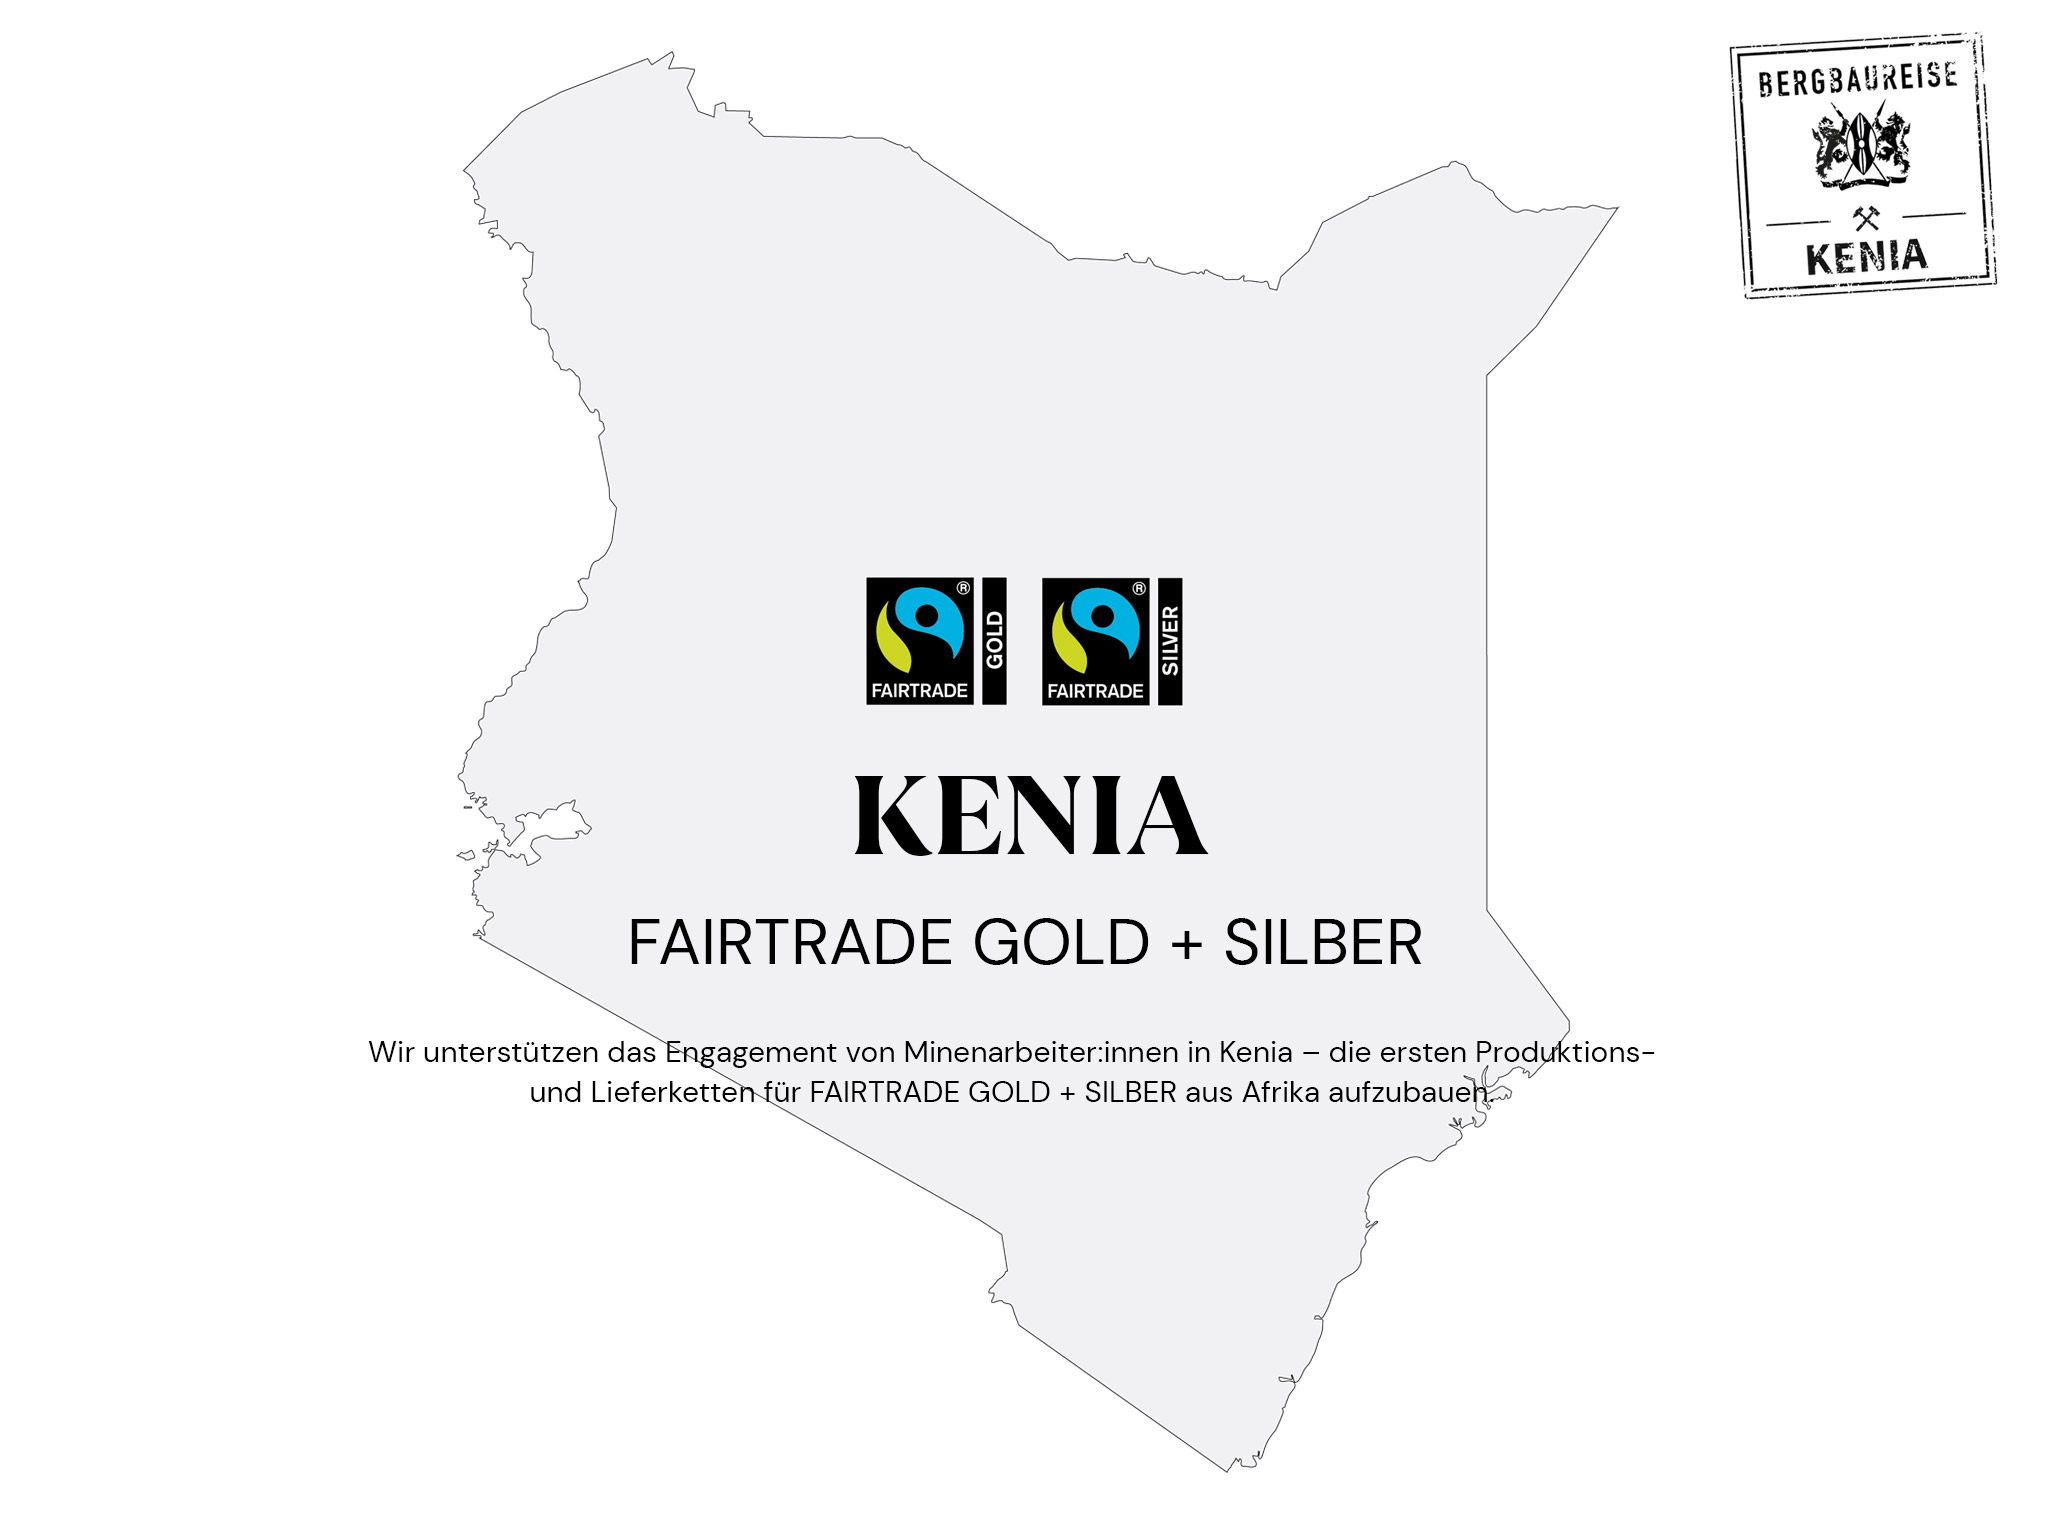 BERGBAUREISE
KENIA
FAIRTRADE ® GOLD
FAIRTRADE ® SILVER
KENIA
FAIRTRADE GOLD + SILBER
Wir unterstützen das Engagement von Minenarbeiter:innen in Kenia – die ersten Produktions-
und Lieferketten für FAIRTRADE GOLD + SILBER aus Afrika aufzubauen.